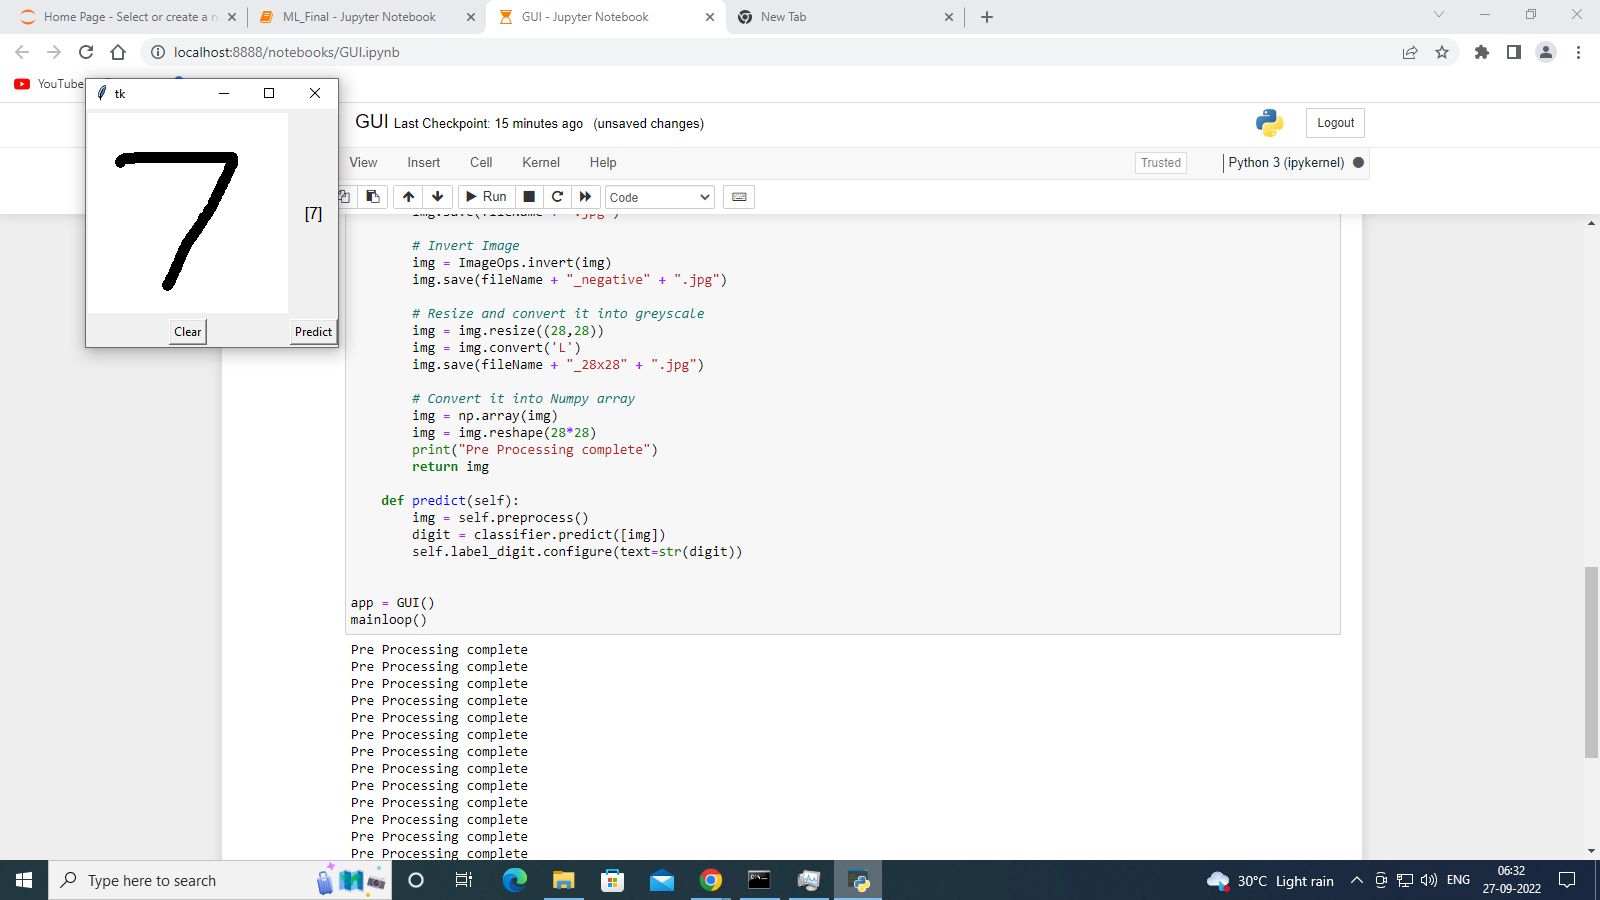 Home Page - Select or create a n
ML_Final - Jupyter Notebook
GUI - Jupyter Notebook
New Tab
localhost:8888/notebooks/GUI.ipynb
YouTube
tk
7
[7]
Clear
Predict
GUI Last Checkpoint: 15 minutes ago (unsaved changes)
Logout
View Insert Cell Kernel Help
Trusted
Python 3 (ipykernel)
Run
Code
img.save(fileName + ".jpg")
# Invert Image
img = ImageOps.invert(img)
img.save(fileName + "_negative" + ".jpg")
# Resize and convert it into greyscale
img = img.resize((28,28))
img = img.convert('L')
img.save(fileName + "_28x28" + ".jpg")
# Convert it into Numpy array
img = np.array(img)
img = img.reshape(28*28)
print("Pre Processing complete")
return img
def predict(self):
img = self.preprocess()
digit = classifier.predict([img])
self.label_digit.configure(text=str(digit))
app = GUI()
mainloop()
Pre Processing complete
Pre Processing complete
Pre Processing complete
Pre Processing complete
Pre Processing complete
Pre Processing complete
Pre Processing complete
Pre Processing complete
Pre Processing complete
Pre Processing complete
Pre Processing complete
Pre Processing complete
Pre Processing complete
Type here to search
30°C Light rain
ENG
06:32
27-09-2022